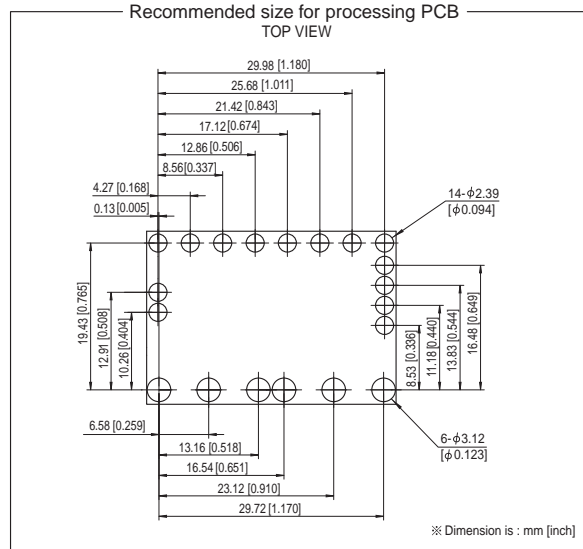 Recommended size for processing PCB
TOP VIEW
29.98 [1.180]
25.68 [1.011]
21.42 [0.843]
17.12 [0.674]
12.86 [0.506]
8.56 [0.337]
4.27 [0.168]
0.13 [0.005]
14-ϕ2.39
[ϕ0.094]
19.43 [0.765]
12.91 [0.508]
10.26 [0.404]
8.53 [0.336]
11.18 [0.440]
13.83 [0.544]
16.48 [0.649]
6.58 [0.259]
13.16 [0.518]
16.54 [0.651]
23.12 [0.910]
29.72 [1.170]
6-ϕ3.12
[ϕ0.123]
※ Dimension is : mm [inch]